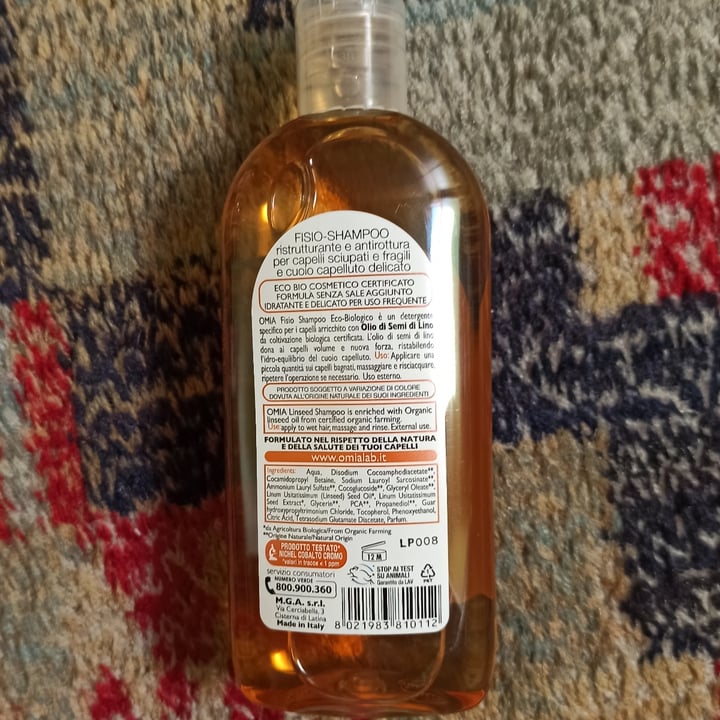 FISIO-SHAMPOO
ristrutturante e antirottura
per capelli sciupati e fragili
e cuoio capelluto delicato
ECO BIO COSMETICO CERTIFICATO
FORMULA SENZA SALE AGGIUNTO
IDRATANTE E DELICATO PER USO FREQUENTE
OMIA Fisio Shampoo Eco-Biologico è un detergente
specifico per i capelli arricchito con Olio di Semi di Lino
da coltivazione biologica certificata. L'olio di semi di lino
dona ai capelli volume e nuova forza, ristabilendo
l'idro-equilibrio del cuoio capelluto. Uso: Applicare una
piccola quantità sui capelli bagnati, massaggiare e risciacquare,
ripetere l'operazione se necessario. Uso esterno.
PRODOTTO SOGGETTO A VARIAZIONE DI COLORE
DOVUTA ALL'ORIGINE NATURALE DEI SUOI INGREDIENTI
OMIA Linseed Shampoo is enriched with Organic
linseed oil from certified organic farming.
Use: apply to wet hair, massage and rinse. External use.
FORMULATO NEL RISPETTO DELLA NATURA
E DELLA SALUTE DEI TUOI CAPELLI
www.omialab.it
Ingredients: Aqua, Disodium Cocoamphodiacetate**,
Cocamidopropyl Betaine, Sodium Lauroyl Sarcosinate**,
Ammonium Lauryl Sulfate**, Cocoglucoside**, Glyceryl Oleate**,
Linum Usitatissimum (Linseed) Seed Oil*, Linum Usitatissimum
Seed Extract*, Glycerin**, PCA**, Propanediol**, Guar
hydroxypropyltrimonium Chloride, Tocopherol, Phenoxyethanol,
Citric Acid, Tetrasodium Glutamate Diacetate, Parfum.
*da Agricoltura Biologica/From Organic Farming
**Origine Naturale/Natural Origin
LP008
PRODOTTO TESTATO*
NICHEL COBALTO CROMO
*valori in tracce < 1 ppm
12 M
STOP AI TEST
SU ANIMALI
Garantito da LAV
PET
servizio consumatori
NUMERO VERDE
800.900.360
M.G.A. s.r.l.
Via Cerciabella, 3
Cisterna di Latina
Made in Italy
8 021983 810112